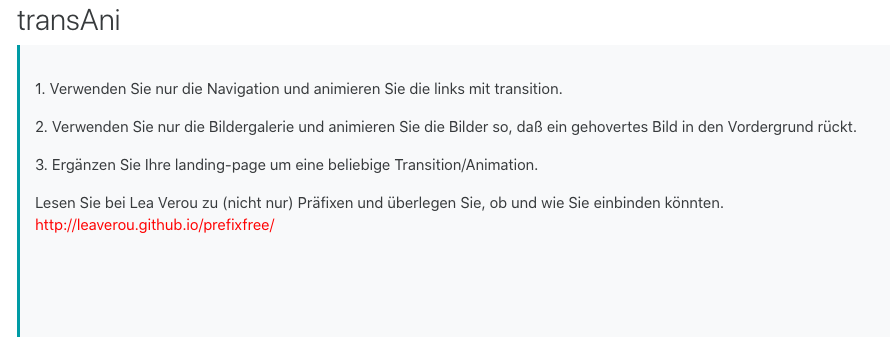 transAni
1. Verwenden Sie nur die Navigation und animieren Sie die links mit transition.
2. Verwenden Sie nur die Bildergalerie und animieren Sie die Bilder so, daß ein gehovertes Bild in den Vordergrund rückt.
3. Ergänzen Sie Ihre landing-page um eine beliebige Transition/Animation.
Lesen Sie bei Lea Verou zu (nicht nur) Präfixen und überlegen Sie, ob und wie Sie einbinden könnten.
http://leaverou.github.io/prefixfree/